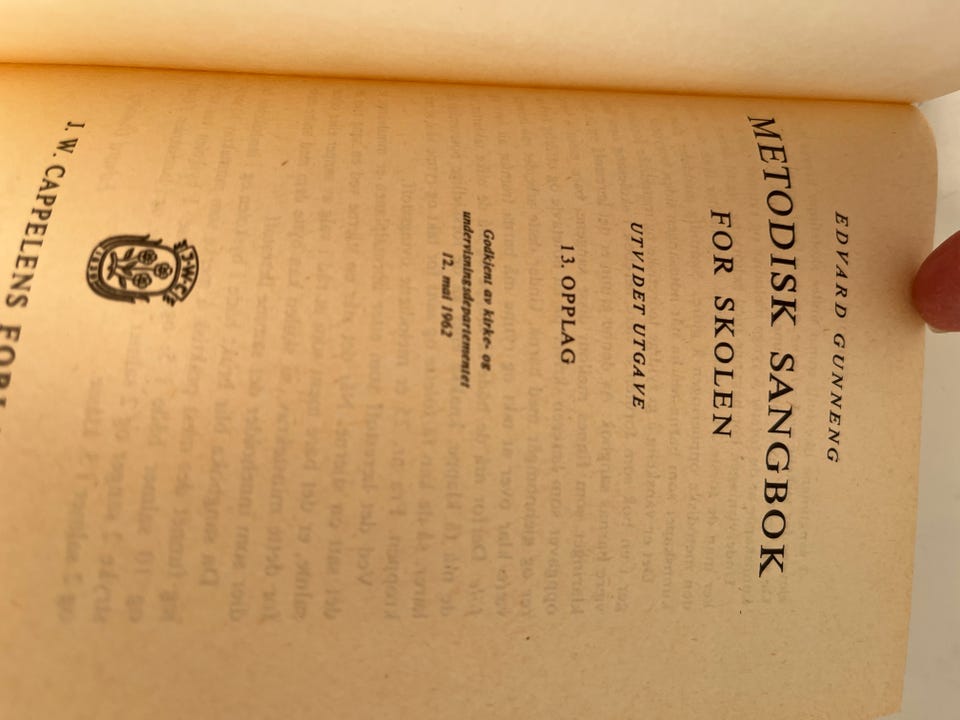 EDVARD GUNNENG
METODISK SANGBOK
FOR SKOLEN
UTVIDET UTGAVE
13. OPPLAG
Godkjent av kirke- og
undervisningsdepartementet
12. mai 1962
J.W.C.
J. W. CAPPELENS